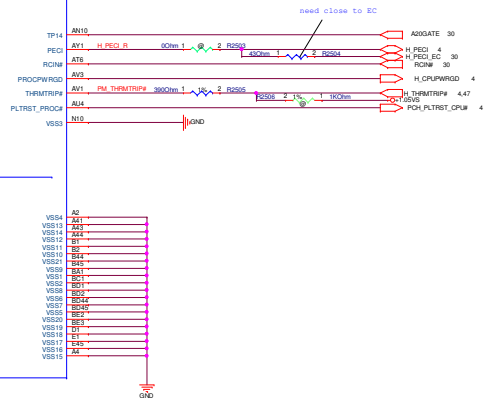 need close to EC
TP14 AN10 A20GATE 30
PECI AY1 H_PECI_R 0Ohm 1 @ 2 R2503 H_PECI 4
43Ohm 1 2 R2504 H_PECI_EC 30
RCIN# AT6 RCIN# 30
PROCPWRGD AV3 H_CPUPWRGD 4
THRMTRIP# AV1 PM_THRMTRIP# 390Ohm 1 1% 2 R2505 H_THRMTRIP# 4,47
R2506 2 1% 1 1KOhm +1.05VS
@
PLTRST_PROC# AU4 PCH_PLTRST_CPU# 4
VSS3 N10 GND
VSS4 A2
VSS13 A41
VSS14 A43
VSS12 A44
VSS11 B1
VSS10 B2
VSS21 B44
VSS9 B45
VSS1 BA1
VSS2 BC1
VSS8 BD1
VSS6 BD2
VSS7 BD44
VSS5 BD45
VSS20 BE2
VSS19 BE3
VSS18 D1
VSS17 E1
VSS16 E45
VSS15 A4
GND